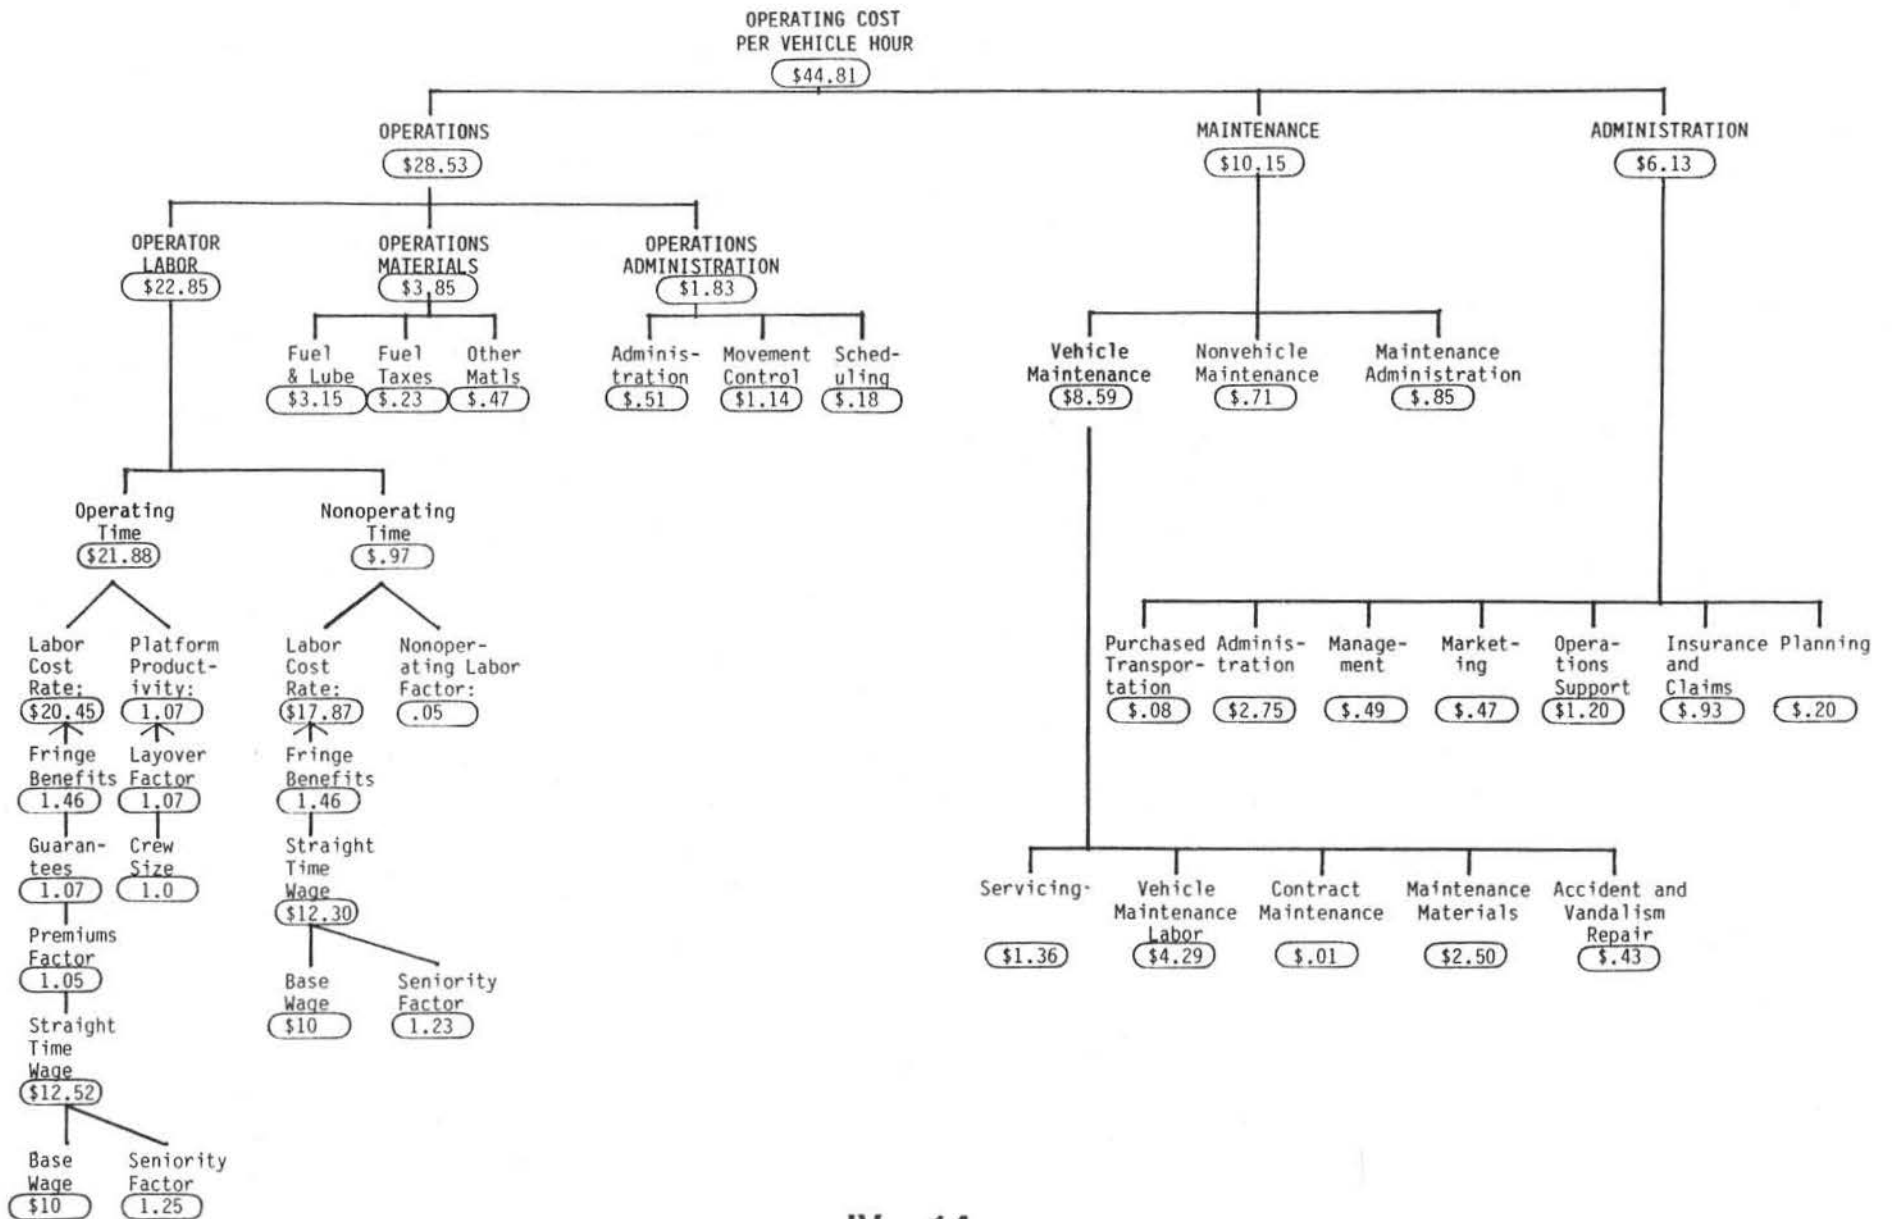 OPERATING COST
PER VEHICLE HOUR
$44.81
OPERATIONS
$28.53
MAINTENANCE
$10.15
ADMINISTRATION
$6.13
OPERATOR
LABOR
$22.85
OPERATIONS
MATERIALS
$3.85
OPERATIONS
ADMINISTRATION
$1.83
Fuel
& Lube
$3.15
Fuel
Taxes
$.23
Other
Matls
$.47
Adminis-
tration
$.51
Movement
Control
$1.14
Sched-
uling
$.18
Vehicle
Maintenance
$8.59
Nonvehicle
Maintenance
$.71
Maintenance
Administration
$.85
Operating
Time
$21.88
Nonoperating
Time
$.97
Labor
Cost
Rate:
$20.45
Platform
Product-
ivity:
1.07
Labor
Cost
Rate:
$17.87
Nonoper-
ating Labor
Factor:
.05
Fringe
Benefits
1.46
Layover
Factor
1.07
Fringe
Benefits
1.46
Guaran-
tees
1.07
Crew
Size
1.0
Straight
Time
Wage
$12.30
Premiums
Factor
1.05
Base
Wage
$10
Seniority
Factor
1.23
Straight
Time
Wage
$12.52
Base
Wage
$10
Seniority
Factor
1.25
Purchased
Transpor-
tation
$.08
Adminis-
tration
$2.75
Manage-
ment
$.49
Market-
ing
$.47
Opera-
tions
Support
$1.20
Insurance
and
Claims
$.93
Planning
$.20
Servicing-
$1.36
Vehicle
Maintenance
Labor
$4.29
Contract
Maintenance
$.01
Maintenance
Materials
$2.50
Accident and
Vandalism
Repair
$.43